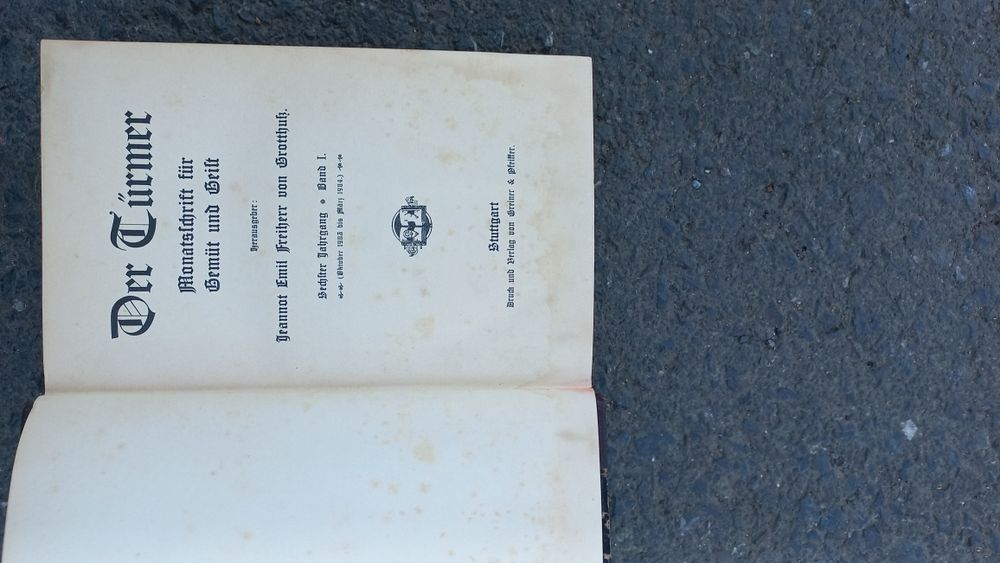 Der Türmer
Monatsschrift für
Gemüt und Geist
Herausgeber:
Jeannot Emil Freiherr von Grotthuß.
Sechster Jahrgang * Band I.
(Oktober 1903 bis März 1904.)
Stuttgart
Druck und Verlag von Greiner & Pfeiffer.